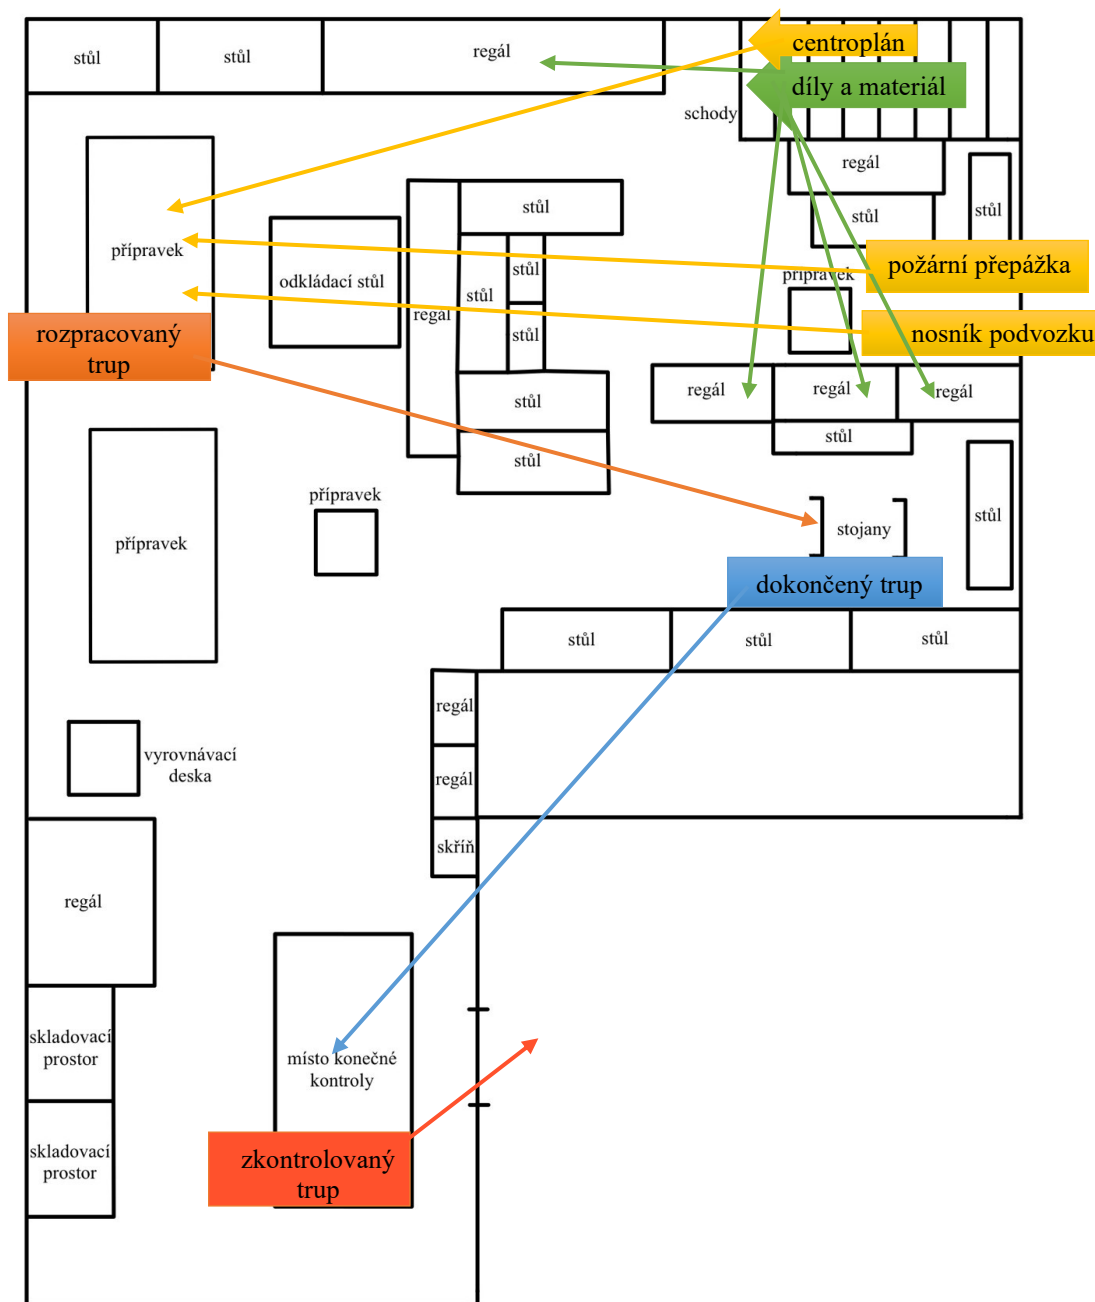 stůl
stůl
regál
centroplán
díly a materiál
schody
regál
stůl
stůl
stůl
přípravek
odkládací stůl
regál
stůl
stůl
stůl
požární přepážka
přípravek
nosník podvozku
rozpracovaný
trup
stůl
stůl
regál
regál
regál
stůl
přípravek
přípravek
stojany
stůl
dokončený trup
stůl
stůl
stůl
regál
regál
skříň
vyrovnávací
deska
regál
skladovací
prostor
místo konečné
kontroly
skladovací
prostor
zkontrolovaný
trup